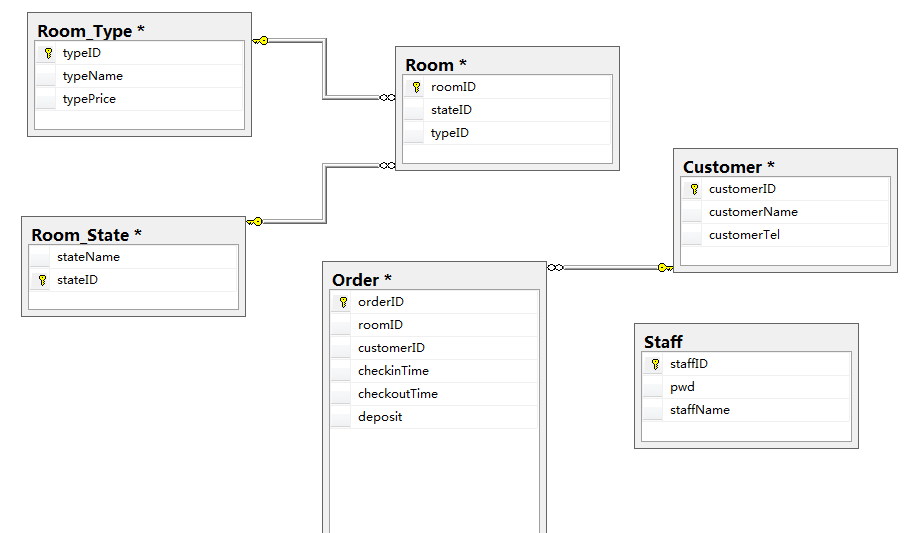 Room_Type *
typeID
typeName
typePrice
Room *
roomID
stateID
typeID
Customer *
customerID
customerName
customerTel
Room_State *
stateName
stateID
Order *
orderID
roomID
customerID
checkinTime
checkoutTime
deposit
Staff
staffID
pwd
staffName